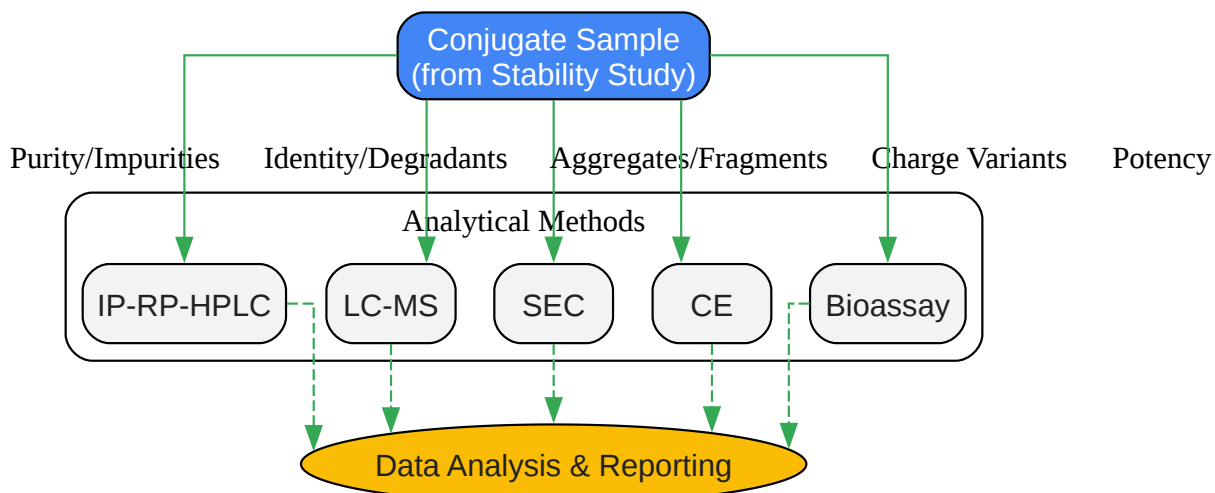 Conjugate Sample
(from Stability Study)
Purity/Impurities
Identity/Degradants
Aggregates/Fragments
Charge Variants
Potency
Analytical Methods
IP-RP-HPLC
LC-MS
SEC
CE
Bioassay
Data Analysis & Reporting